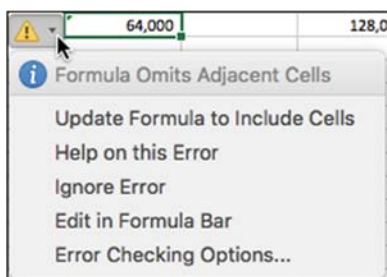 64,000 128,0
Formula Omits Adjacent Cells
Update Formula to Include Cells
Help on this Error
Ignore Error
Edit in Formula Bar
Error Checking Options...